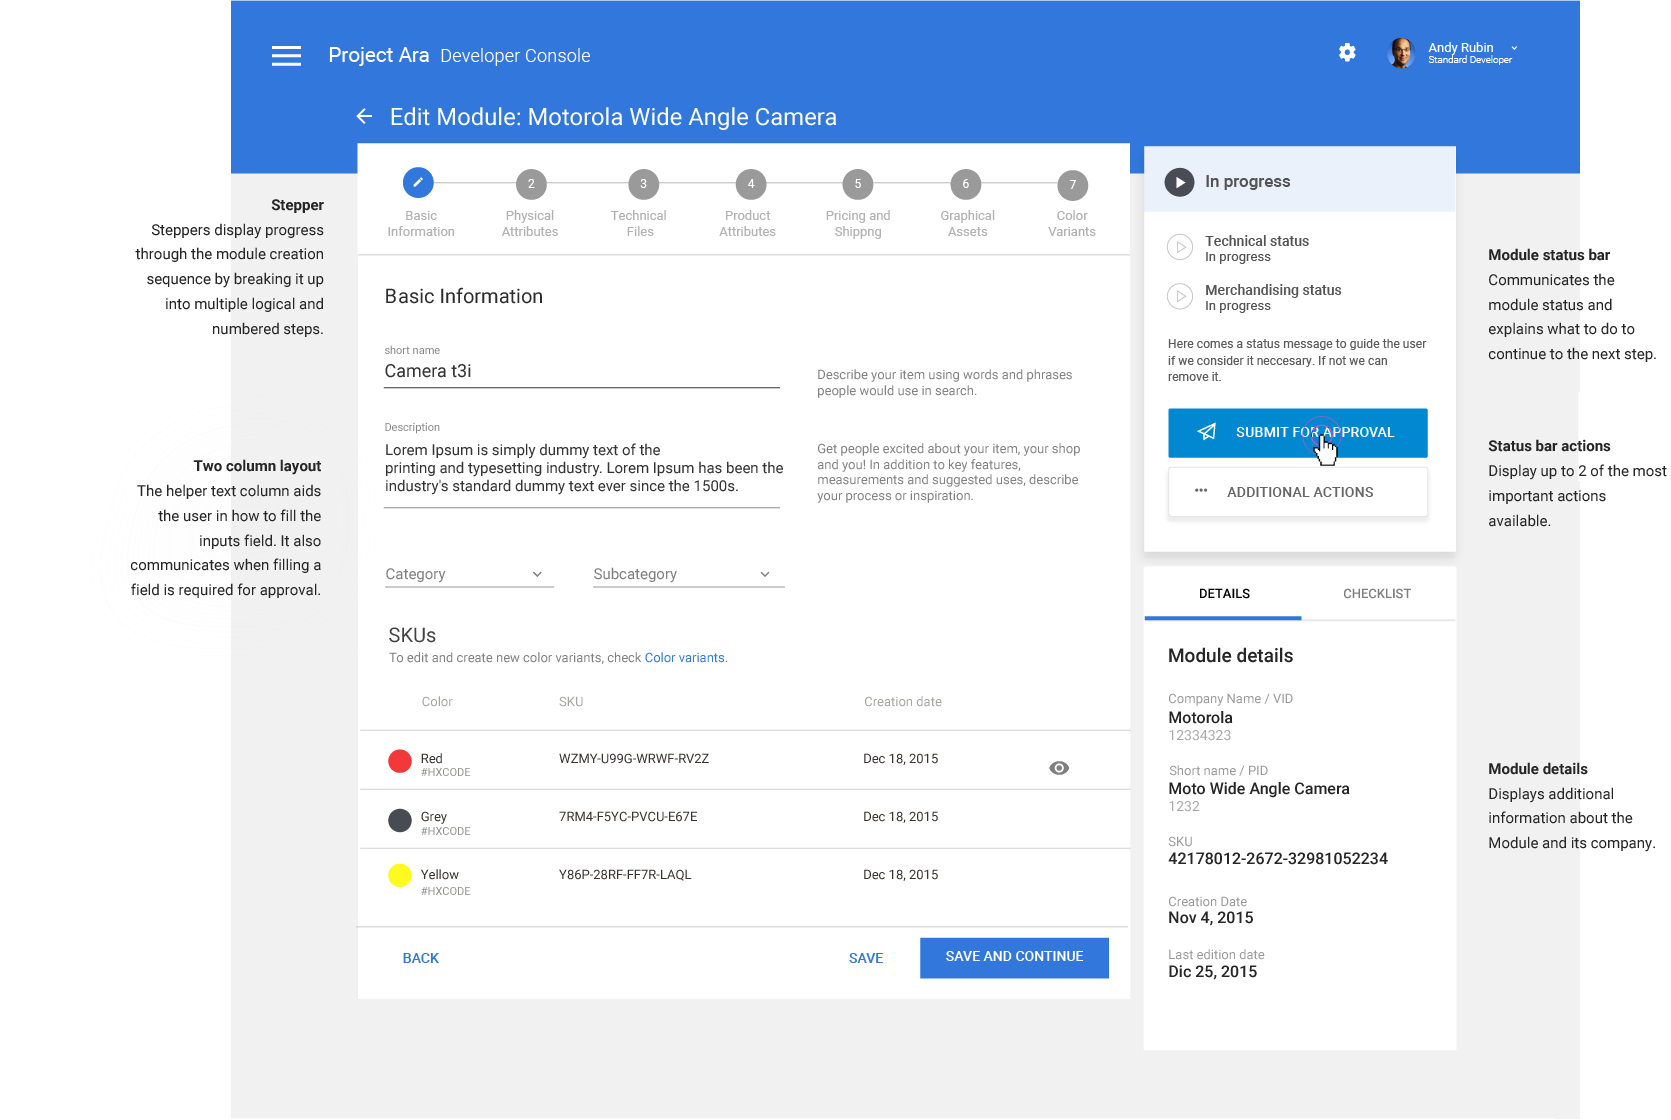 Project Ara Developer Console
Andy Rubin
Standard Developer
Edit Module: Motorola Wide Angle Camera
Stepper
Steppers display progress
through the module creation
sequence by breaking it up
into multiple logical and
numbered steps.
Two column layout
The helper text column aids
the user in how to fill the
inputs field. It also
communicates when filling a
field is required for approval.
2 3 4 5 6 7
Basic
Information
Physical
Attributes
Technical
Files
Product
Attributes
Pricing and
Shippng
Graphical
Assets
Color
Variants
Basic Information
short name
Camera t3i
Describe your item using words and phrases
people would use in search.
Description
Lorem Ipsum is simply dummy text of the
printing and typesetting industry. Lorem Ipsum has been the
industry's standard dummy text ever since the 1500s.
Get people excited about your item, your shop
and you! In addition to key features,
measurements and suggested uses, describe
your process or inspiration.
Category
Subcategory
SKUs
To edit and create new color variants, check Color variants.
Color SKU Creation date
Red
#HXCODE
WZMY-U99G-WRWF-RV2Z
Dec 18, 2015
Grey
#HXCODE
7RM4-F5YC-PVCU-E67E
Dec 18, 2015
Yellow
#HXCODE
Y86P-28RF-FF7R-LAQL
Dec 18, 2015
BACK
SAVE
SAVE AND CONTINUE
In progress
Technical status
In progress
Merchandising status
In progress
Here comes a status message to guide the user
if we consider it neccesary. If not we can
remove it.
SUBMIT FOR APPROVAL
ADDITIONAL ACTIONS
DETAILS
CHECKLIST
Module details
Company Name / VID
Motorola
12334323
Short name / PID
Moto Wide Angle Camera
1232
SKU
42178012-2672-32981052234
Creation Date
Nov 4, 2015
Last edition date
Dic 25, 2015
Module status bar
Communicates the
module status and
explains what to do to
continue to the next step.
Status bar actions
Display up to 2 of the most
important actions
available.
Module details
Displays additional
information about the
Module and its company.